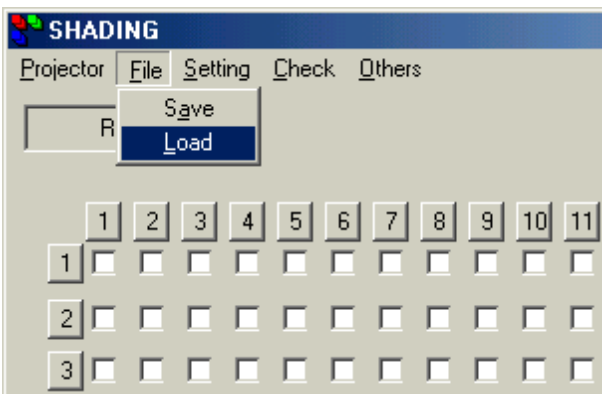 SHADING
Projector File Setting Check Others
Save
R
Load
1 2 3 4 5 6 7 8 9 10 11
1
2
3